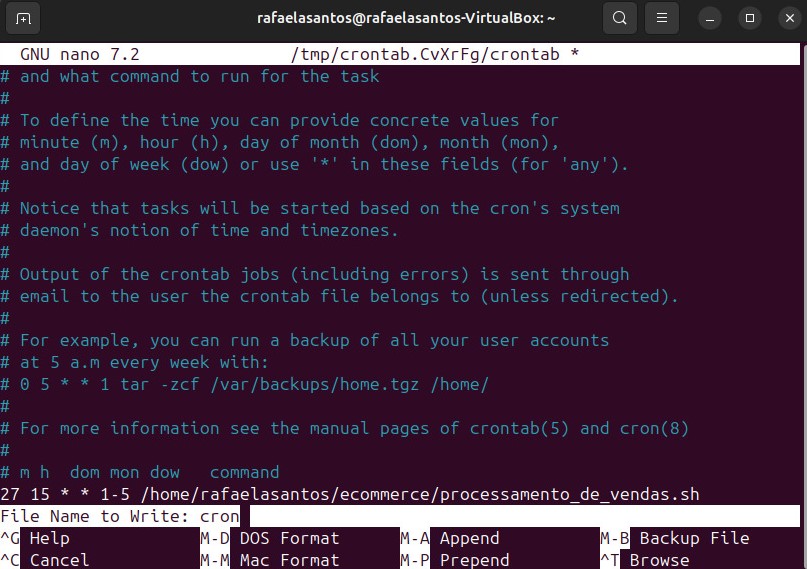 rafaelasantos@rafaelasantos-VirtualBox: ~
GNU nano 7.2 /tmp/crontab.CvXrFg/crontab *
# and what command to run for the task
#
# To define the time you can provide concrete values for
# minute (m), hour (h), day of month (dom), month (mon),
# and day of week (dow) or use '*' in these fields (for 'any').
#
# Notice that tasks will be started based on the cron's system
# daemon's notion of time and timezones.
#
# Output of the crontab jobs (including errors) is sent through
# email to the user the crontab file belongs to (unless redirected).
#
# For example, you can run a backup of all your user accounts
# at 5 a.m every week with:
# 0 5 * * 1 tar -zcf /var/backups/home.tgz /home/
#
# For more information see the manual pages of crontab(5) and cron(8)
#
# m h  dom mon dow   command
27 15 * * 1-5 /home/rafaelasantos/ecommerce/processamento_de_vendas.sh
File Name to Write: cron
^G Help M-D DOS Format M-A Append M-B Backup File
^C Cancel M-M Mac Format M-P Prepend ^T Browse